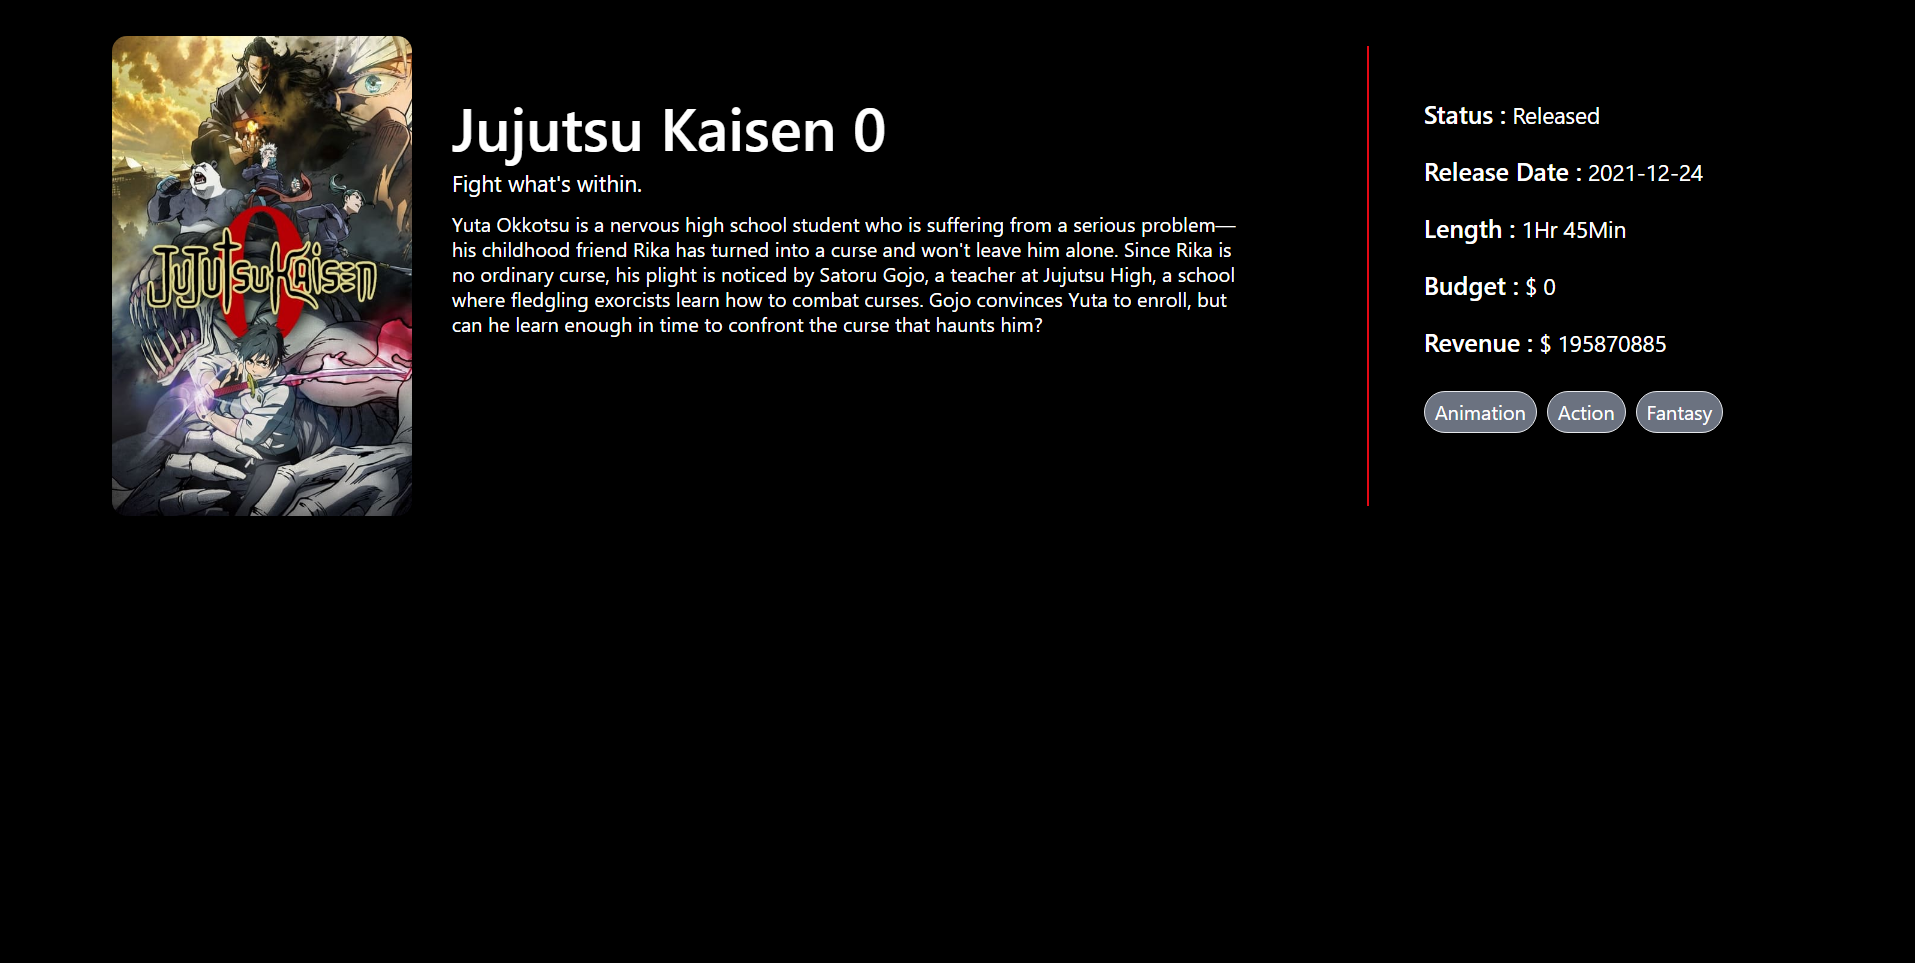 JUJUTSU KAISEN
0
Jujutsu Kaisen 0
Fight what's within.
Yuta Okkotsu is a nervous high school student who is suffering from a serious problem—
his childhood friend Rika has turned into a curse and won't leave him alone. Since Rika is
no ordinary curse, his plight is noticed by Satoru Gojo, a teacher at Jujutsu High, a school
where fledgling exorcists learn how to combat curses. Gojo convinces Yuta to enroll, but
can he learn enough in time to confront the curse that haunts him?
Status : Released
Release Date : 2021-12-24
Length : 1Hr 45Min
Budget : $ 0
Revenue : $ 195870885
Animation Action Fantasy